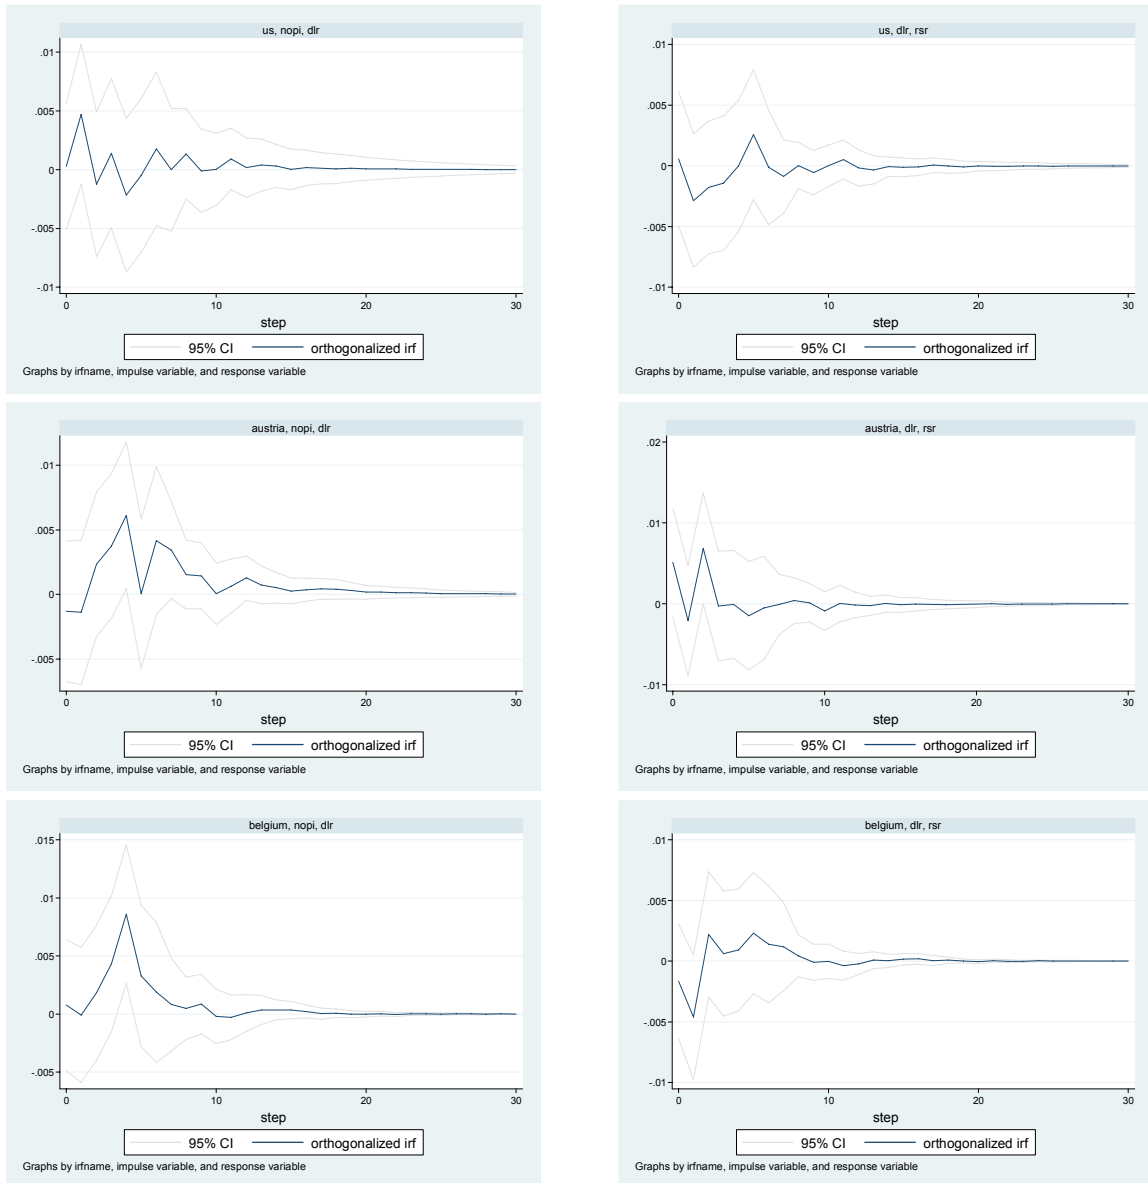 us, nopi, dlr
.01
.005
0
-.005
-.01
0 10 20 30
step
95% CI orthogonalized irf
Graphs by irfname, impulse variable, and response variable
us, dlr, rsr
.01
.005
0
-.005
-.01
0 10 20 30
step
95% CI orthogonalized irf
Graphs by irfname, impulse variable, and response variable
austria, nopi, dlr
.01
.005
0
-.005
0 10 20 30
step
95% CI orthogonalized irf
Graphs by irfname, impulse variable, and response variable
austria, dlr, rsr
.02
.01
0
-.01
0 10 20 30
step
95% CI orthogonalized irf
Graphs by irfname, impulse variable, and response variable
belgium, nopi, dlr
.015
.01
.005
0
-.005
0 10 20 30
step
95% CI orthogonalized irf
Graphs by irfname, impulse variable, and response variable
belgium, dlr, rsr
.01
.005
0
-.005
-.01
0 10 20 30
step
95% CI orthogonalized irf
Graphs by irfname, impulse variable, and response variable